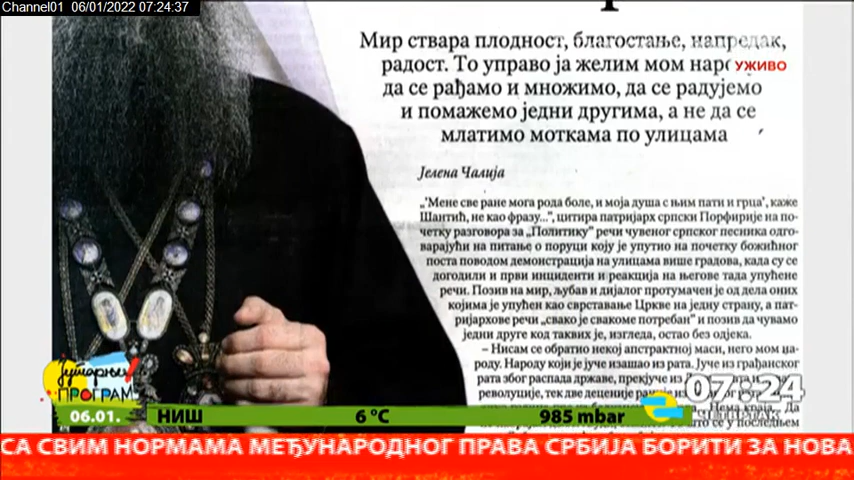 Channel01 06/01/2022 07:24:37
Мир ствара плодност, благостање, напредак,
радост. То управо ја желим мом
УЖИВО
да се рађамо и множимо, да се радујемо
и помажемо једни другима, а не да се
млатимо моткама по улицама
Јелена Чалија
„'Мене све ране мога рода боле, и моја душа с њим пати и грца', каже
Шантић, не као фразу...", цитира патријарх српски Порфирије на по-
четку разговора за „Политику" речи чувеног српског песника одго-
варајући на питање о поруци коју је упутио на почетку божићног
поста поводом демонстрација на улицама више градова, када су се
догодили и први инциденти и реакција на његове тада упућене
речи. Позив на мир, љубав и дијалог протумачен је од дела оних
којима је упућен као сврставање Цркве на једну страну, а пат-
ријархове речи „свако је свакоме потребан" и позив да чувамо
једни друге код таквих је, изгледа, остао без одјека.
– Нисам се обратио некој апстрактној маси, него мом на-
роду. Народу који је јуче изашао из рата. Јуче из грађанског
рата због распада државе, прекјуче из
револуције, тек две деценије
Јутарњи
ПРОГРАМ
07:24
ЧЕТВРТАК
06.01. НИШ 6 °C 985 mbar
СА СВИМ НОРМАМА МЕЂУНАРОДНОГ ПРАВА СРБИЈА БОРИТИ ЗА НОВА